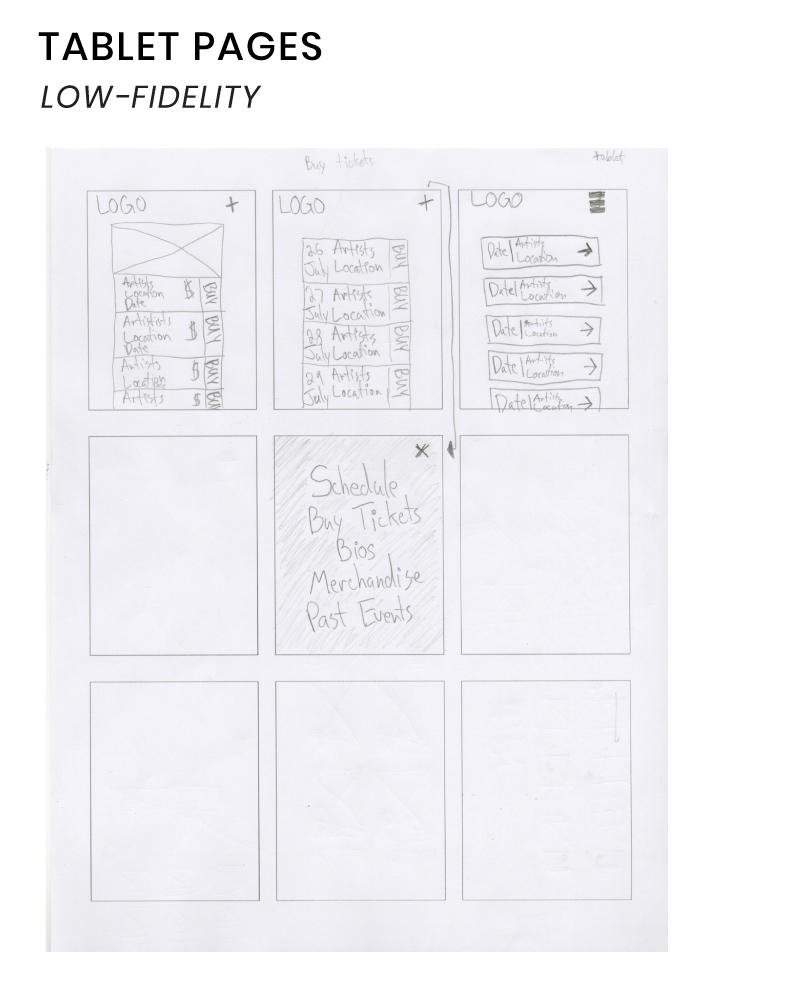 TABLET PAGES
LOW-FIDELITY
Buy tickets
tablet
LOGO +
Artists
Location
Date
$
BUY
Artitists
Location
Date
$
BUY
Artists
Location
$
BUY
Artists
$
BUY
LOGO +
26 Artists
July Location
BUY
27 Artists
July Location
BUY
28 Artists
July Location
BUY
29 Artists
July Location
BUY
LOGO
Date| Artists
Location →
Date| Artists
Location →
Date| Artists
Location →
Date| Artists
Location →
Date| Artists
Location →
X
Schedule
Buy Tickets
Bios
Merchandise
Past Events